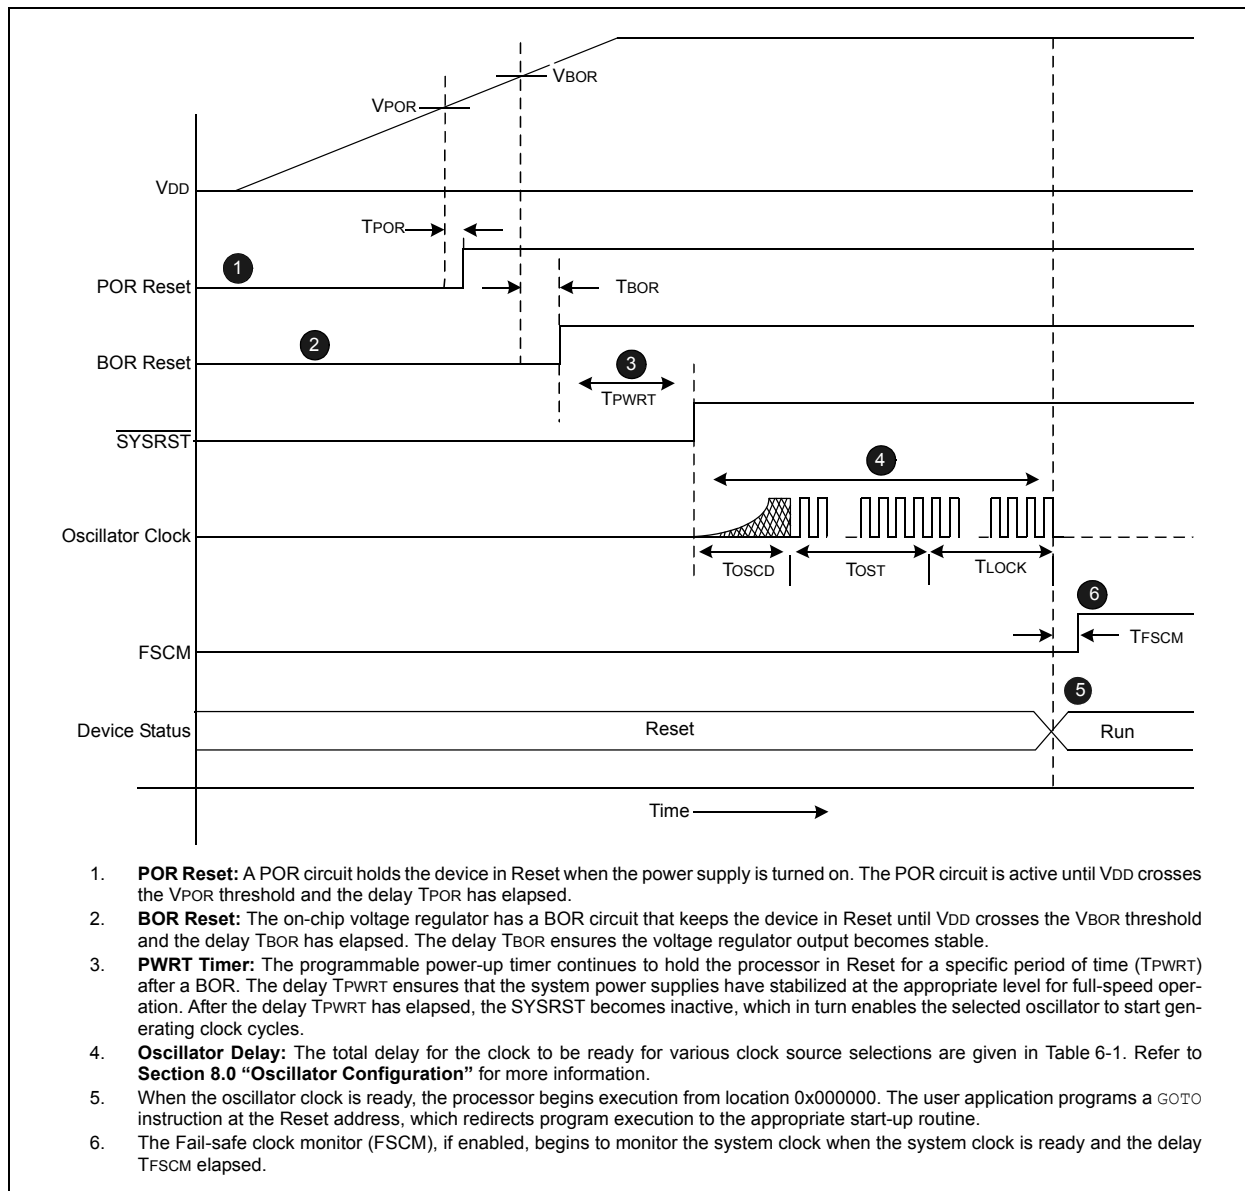 VBOR
VPOR
VDD
TPOR
1
POR Reset
TBOR
2
BOR Reset
3
TPWRT
SYSRST
4
Oscillator Clock
TOSCD
TOST
TLOCK
6
TFSCM
FSCM
5
Device Status
Reset
Run
Time
1. POR Reset: A POR circuit holds the device in Reset when the power supply is turned on. The POR circuit is active until VDD crosses
the VPOR threshold and the delay TPOR has elapsed.
2. BOR Reset: The on-chip voltage regulator has a BOR circuit that keeps the device in Reset until VDD crosses the VBOR threshold
and the delay TBOR has elapsed. The delay TBOR ensures the voltage regulator output becomes stable.
3. PWRT Timer: The programmable power-up timer continues to hold the processor in Reset for a specific period of time (TPWRT)
after a BOR. The delay TPWRT ensures that the system power supplies have stabilized at the appropriate level for full-speed oper-
ation. After the delay TPWRT has elapsed, the SYSRST becomes inactive, which in turn enables the selected oscillator to start gen-
erating clock cycles.
4. Oscillator Delay: The total delay for the clock to be ready for various clock source selections are given in Table 6-1. Refer to
Section 8.0 “Oscillator Configuration” for more information.
5. When the oscillator clock is ready, the processor begins execution from location 0x000000. The user application programs a GOTO
instruction at the Reset address, which redirects program execution to the appropriate start-up routine.
6. The Fail-safe clock monitor (FSCM), if enabled, begins to monitor the system clock when the system clock is ready and the delay
TFSCM elapsed.